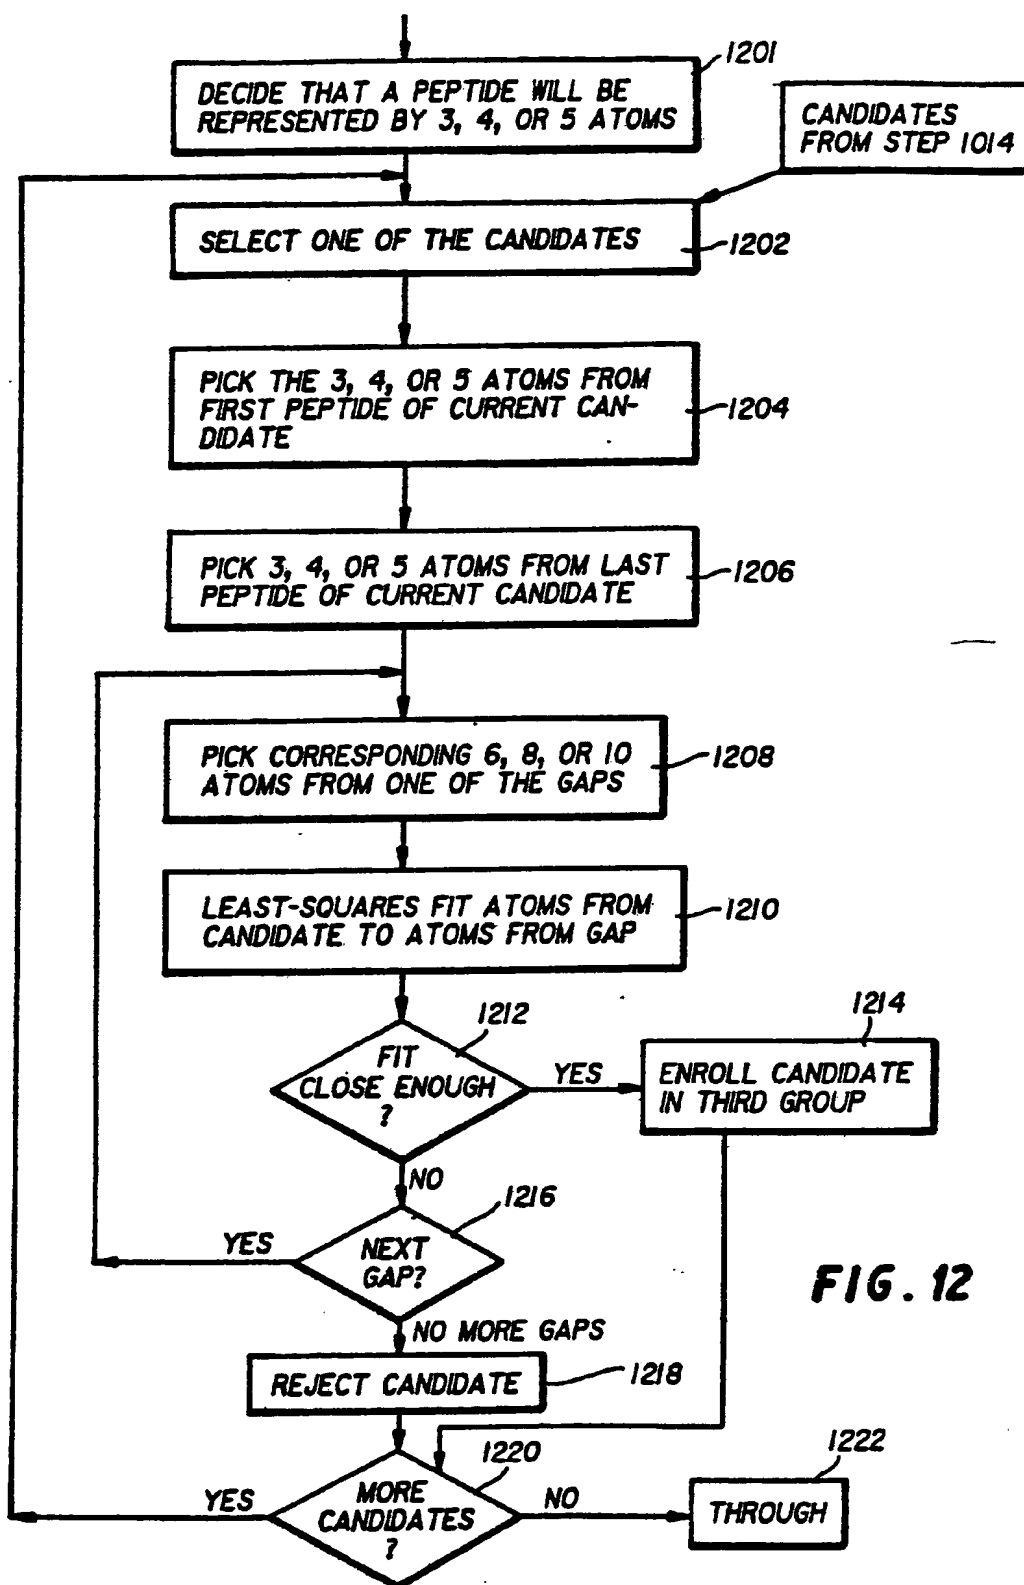 1201
DECIDE THAT A PEPTIDE WILL BE
REPRESENTED BY 3, 4, OR 5 ATOMS
CANDIDATES
FROM STEP 1014
SELECT ONE OF THE CANDIDATES
1202
PICK THE 3, 4, OR 5 ATOMS FROM
FIRST PEPTIDE OF CURRENT CAN-
DIDATE
1204
PICK 3, 4, OR 5 ATOMS FROM LAST
PEPTIDE OF CURRENT CANDIDATE
1206
PICK CORRESPONDING 6, 8, OR 10
ATOMS FROM ONE OF THE GAPS
1208
LEAST-SQUARES FIT ATOMS FROM
CANDIDATE TO ATOMS FROM GAP
1210
1212
FIT
CLOSE ENOUGH
?
YES
1214
ENROLL CANDIDATE
IN THIRD GROUP
NO
1216
NEXT
GAP?
YES
NO MORE GAPS
FIG. 12
REJECT CANDIDATE
1218
1220
MORE
CANDIDATES
?
YES
NO
1222
THROUGH